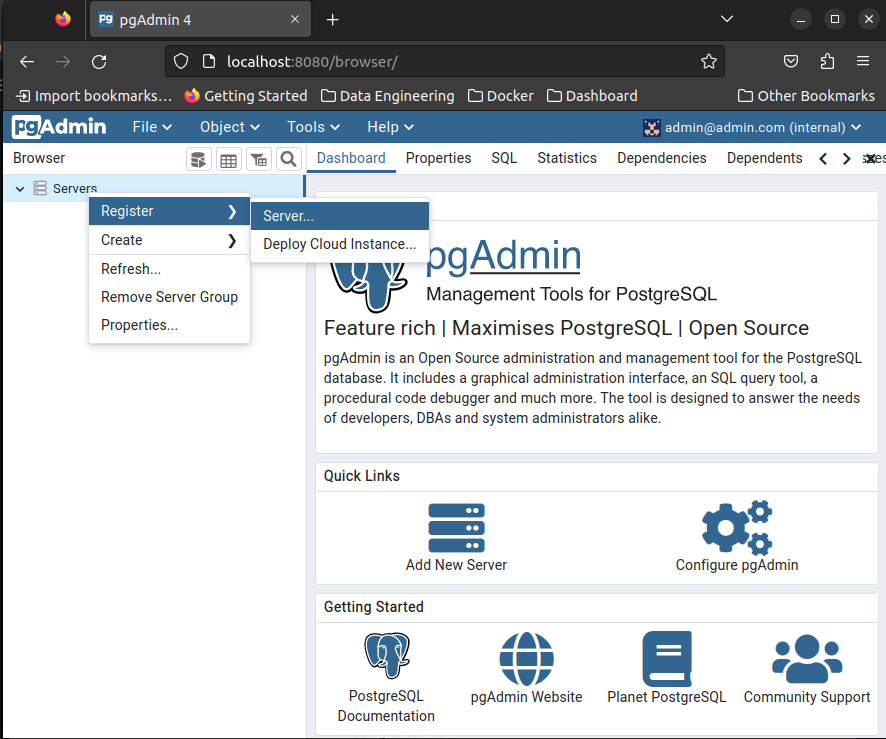 pgAdmin 4
localhost:8080/browser/
Import bookmarks... Getting Started Data Engineering Docker Dashboard Other Bookmarks
pgAdmin File Object Tools Help admin@admin.com (internal)
Browser Dashboard Properties SQL Statistics Dependencies Dependents
Servers
Register
Create
Refresh...
Remove Server Group
Properties...
Server...
Deploy Cloud Instance...
pgAdmin
Management Tools for PostgreSQL
Feature rich | Maximises PostgreSQL | Open Source
pgAdmin is an Open Source administration and management tool for the PostgreSQL
database. It includes a graphical administration interface, an SQL query tool, a
procedural code debugger and much more. The tool is designed to answer the needs
of developers, DBAs and system administrators alike.
Quick Links
Add New Server Configure pgAdmin
Getting Started
PostgreSQL
Documentation
pgAdmin Website
Planet PostgreSQL
Community Support